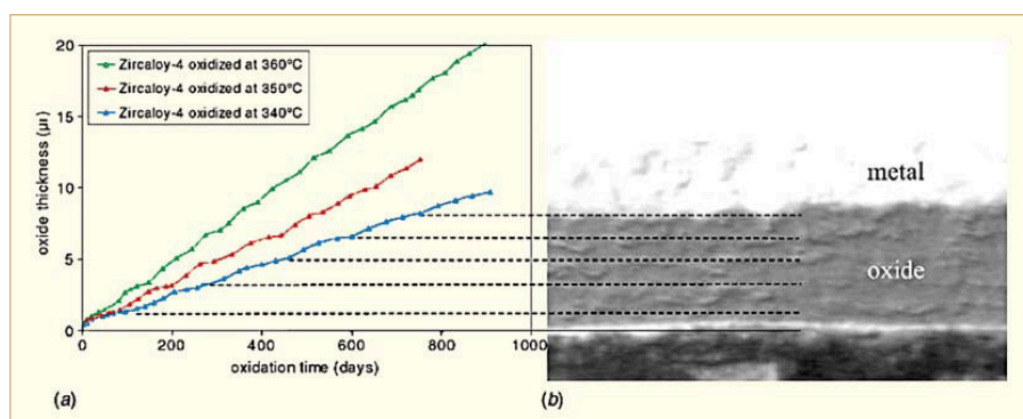 20
15
10
5
0
oxide thickness (µı)
Zircaloy-4 oxidized at 360°C
Zircaloy-4 oxidized at 350°C
Zircaloy-4 oxidized at 340°C
0 200 400 600 800 1000
oxidation time (days)
metal
oxide
(a) (b)